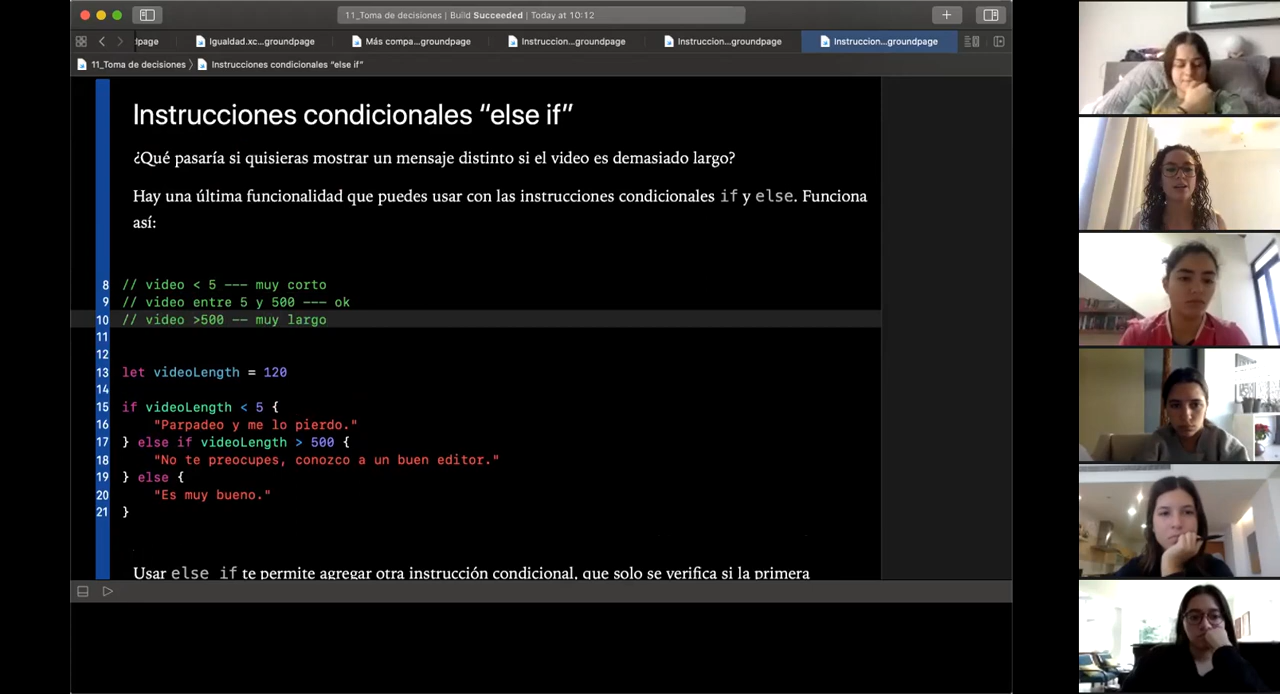 11_Toma de decisiones | Build Succeeded | Today at 10:12
dpage
Igualdad.xc...groundpage
Más compa...groundpage
Instruccion...groundpage
Instruccion...groundpage
Instruccion...groundpage
11_Toma de decisiones
Instrucciones condicionales “else if”
Instrucciones condicionales “else if”
¿Qué pasaría si quisieras mostrar un mensaje distinto si el video es demasiado largo?
Hay una última funcionalidad que puedes usar con las instrucciones condicionales if y else. Funciona
así:
8 // video < 5 --- muy corto
9 // video entre 5 y 500 --- ok
10 // video >500 -- muy largo
11
12
13 let videoLength = 120
14
15 if videoLength < 5 {
16 "Parpadeo y me lo pierdo."
17 } else if videoLength > 500 {
18 "No te preocupes, conozco a un buen editor."
19 } else {
20 "Es muy bueno."
21 }
Usar else if te permite agregar otra instrucción condicional, que solo se verifica si la primera